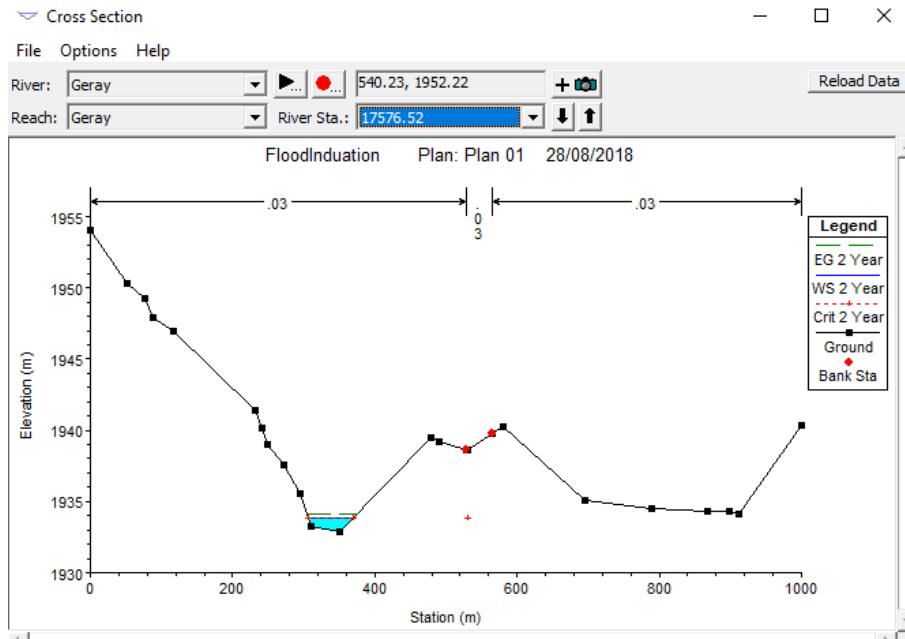 Cross Section
File Options Help
River: Geray 540.23, 1952.22 Reload Data
Reach: Geray River Sta.: 17576.52
FloodInduation Plan: Plan 01 28/08/2018
.03 .03 .03
Legend
EG 2 Year
WS 2 Year
Crit 2 Year
Ground
Bank Sta
Elevation (m)
1955
1950
1945
1940
1935
1930
0 200 400 600 800 1000
Station (m)